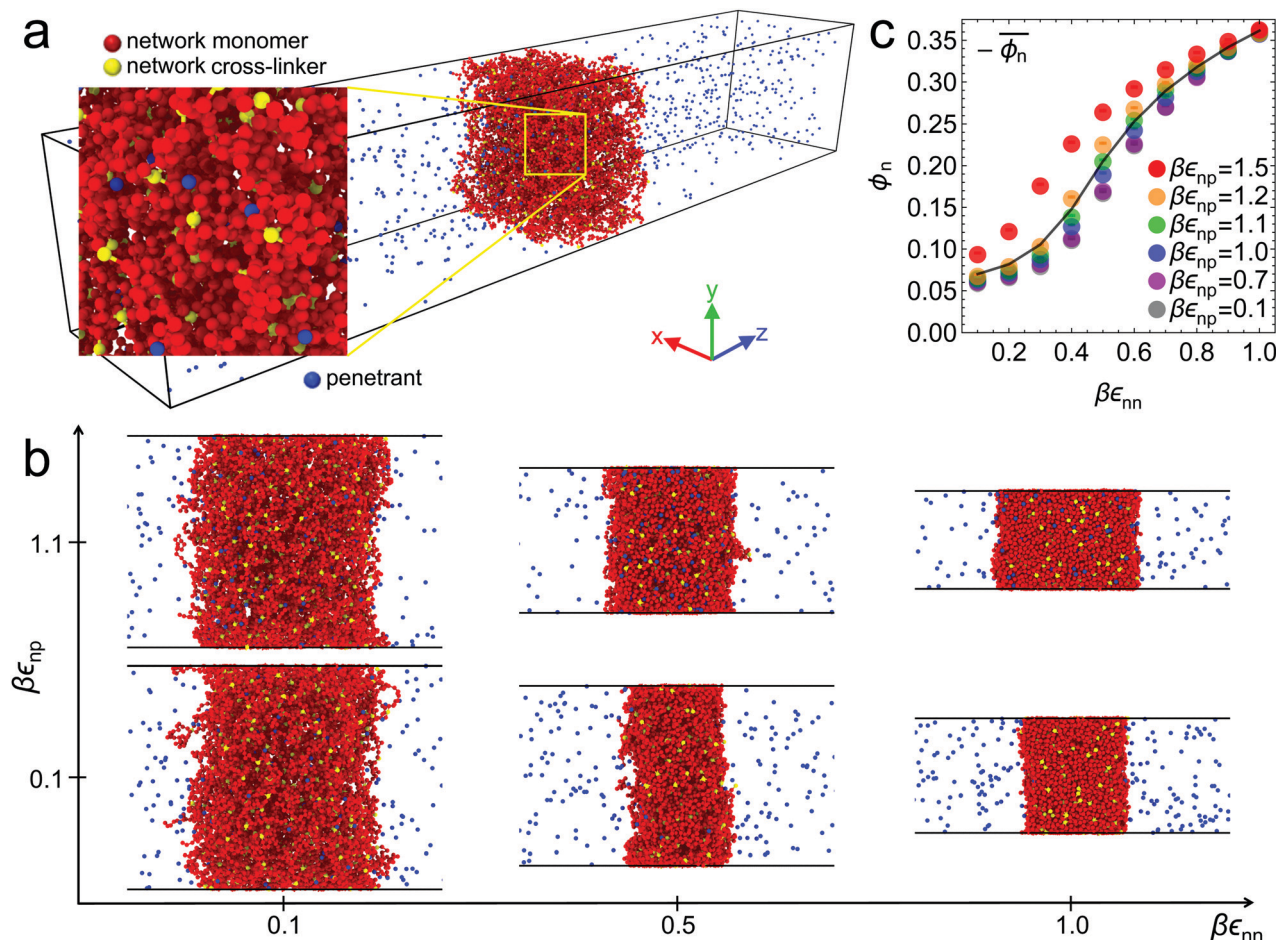 a
network monomer
network cross-linker
penetrant
x
y
z
c
0.35
0.30
0.25
0.20
0.15
0.10
0.05
0.00
ϕn
− ϕn̅
βϵnp=1.5
βϵnp=1.2
βϵnp=1.1
βϵnp=1.0
βϵnp=0.7
βϵnp=0.1
0.2 0.4 0.6 0.8 1.0
βϵnn
b
1.1
βϵnp
0.1
0.1 0.5 1.0 βϵnn